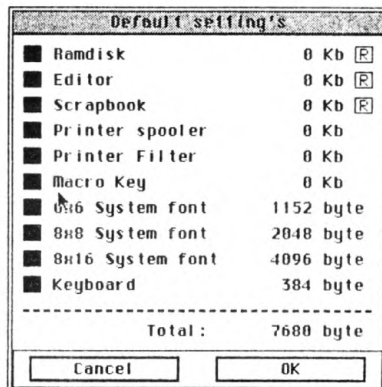 Default setting's
Ramdisk 0 Kb R
Editor 0 Kb R
Scrapbook 0 Kb R
Printer spooler 0 Kb
Printer Filter 0 Kb
Macro Key 0 Kb
6x6 System font 1152 byte
8x8 System font 2048 byte
8x16 System font 4096 byte
Keyboard 384 byte
Total: 7680 byte
Cancel OK